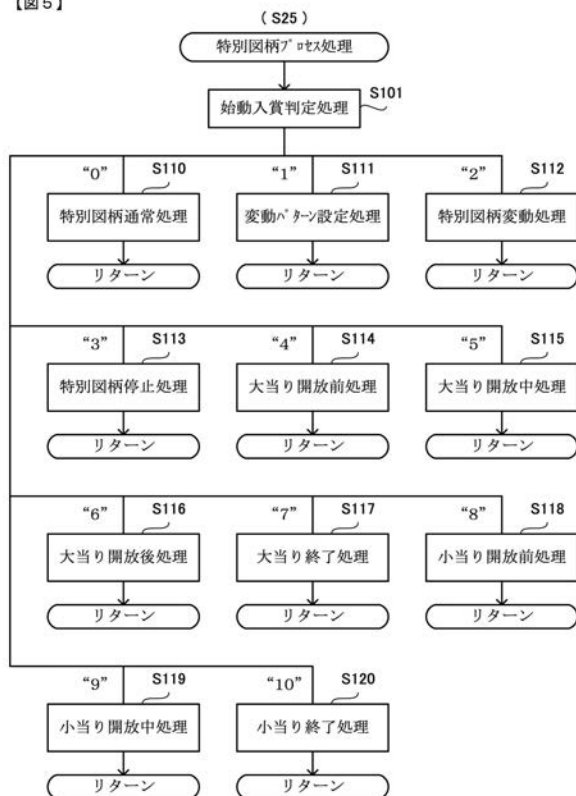 【図5】
(S25)
特別図柄ﾌﾟﾛｾｽ処理
S101
始動入賞判定処理
“0” S110 “1” S111 “2” S112
特別図柄通常処理 変動ﾊﾟﾀｰﾝ設定処理 特別図柄変動処理
リターン リターン リターン
“3” S113 “4” S114 “5” S115
特別図柄停止処理 大当り開放前処理 大当り開放中処理
リターン リターン リターン
“6” S116 “7” S117 “8” S118
大当り開放後処理 大当り終了処理 小当り開放前処理
リターン リターン リターン
“9” S119 “10” S120
小当り開放中処理 小当り終了処理
リターン リターン